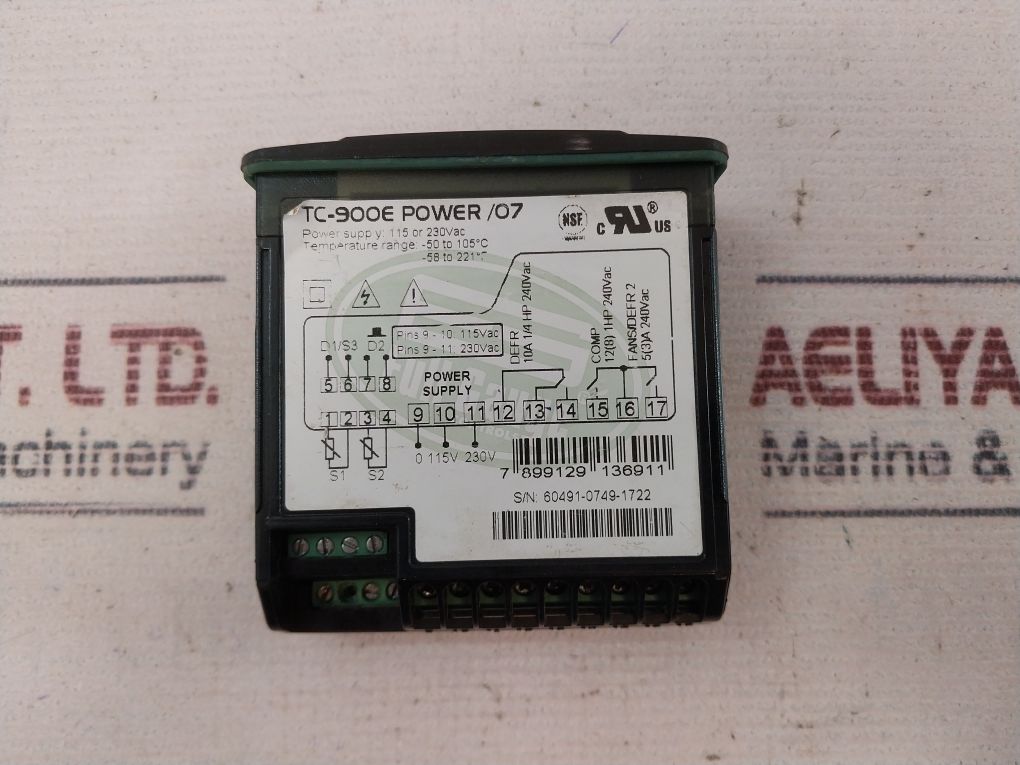 TC-900E POWER /07
Power supply: 115 or 230Vac
Temperature range: -50 to 105°C
-58 to 221°F
NSF
C RU ® US
D1/S3 D2
Pins 9 - 10: 115Vac
Pins 9 - 11: 230Vac
DEFR
10A 1/4 HP 240Vac
COMP
12(8) 1HP 240Vac
FANS/DEFR 2
5(3)A 240Vac
5 6 7 8
POWER
SUPPLY
1 2 3 4 9 10 11 12 13 14 15 16 17
S1 S2
0 115V 230V
7 899129 136911
S/N: 60491-0749-1722
T. LTD.
achinery
AELIYA
Marine &